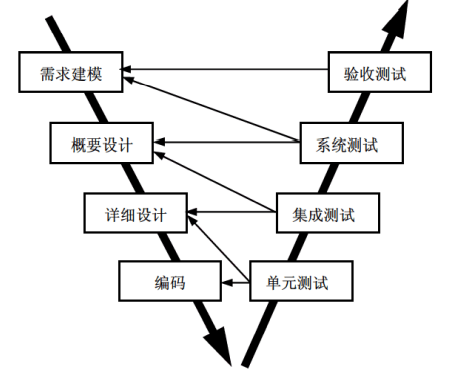 需求建模
验收测试
概要设计
系统测试
详细设计
集成测试
编码
单元测试